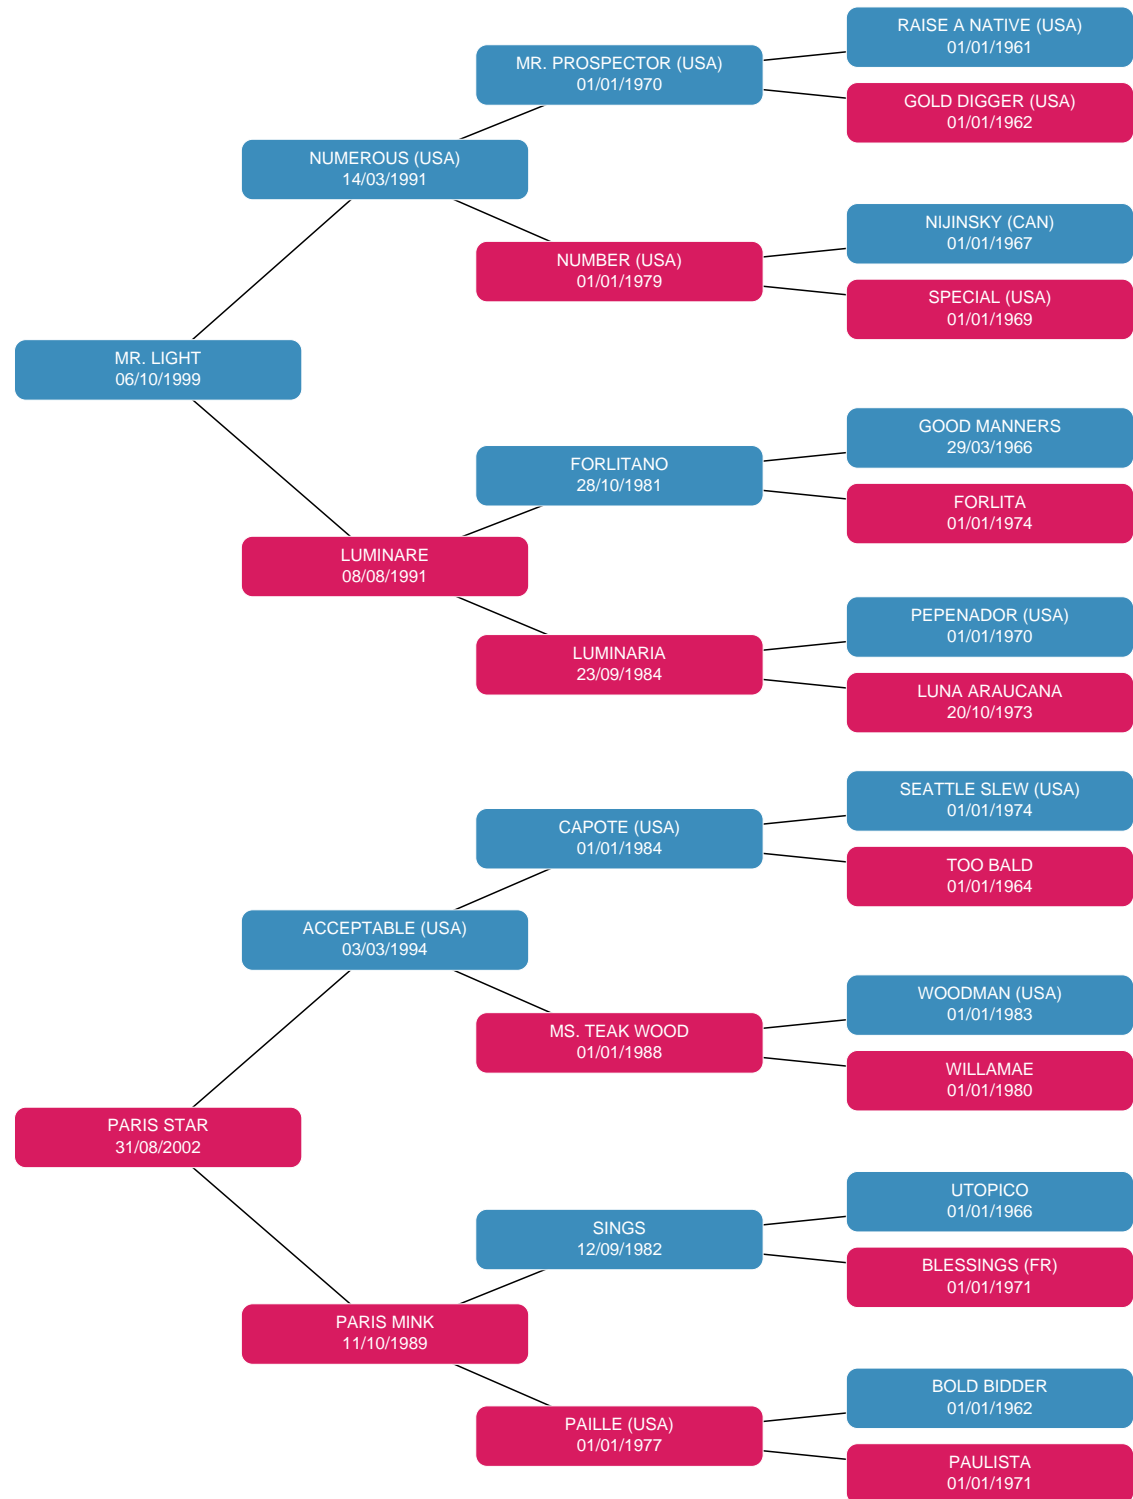 RAISE A NATIVE (USA)
01/01/1961
MR. PROSPECTOR (USA)
01/01/1970
GOLD DIGGER (USA)
01/01/1962
NUMEROUS (USA)
14/03/1991
NIJINSKY (CAN)
01/01/1967
NUMBER (USA)
01/01/1979
SPECIAL (USA)
01/01/1969
MR. LIGHT
06/10/1999
GOOD MANNERS
29/03/1966
FORLITANO
28/10/1981
FORLITA
01/01/1974
LUMINARE
08/08/1991
PEPENADOR (USA)
01/01/1970
LUMINARIA
23/09/1984
LUNA ARAUCANA
20/10/1973
SEATTLE SLEW (USA)
01/01/1974
CAPOTE (USA)
01/01/1984
TOO BALD
01/01/1964
ACCEPTABLE (USA)
03/03/1994
WOODMAN (USA)
01/01/1983
MS. TEAK WOOD
01/01/1988
WILLAMAE
01/01/1980
PARIS STAR
31/08/2002
UTOPICO
01/01/1966
SINGS
12/09/1982
BLESSINGS (FR)
01/01/1971
PARIS MINK
11/10/1989
BOLD BIDDER
01/01/1962
PAILLE (USA)
01/01/1977
PAULISTA
01/01/1971